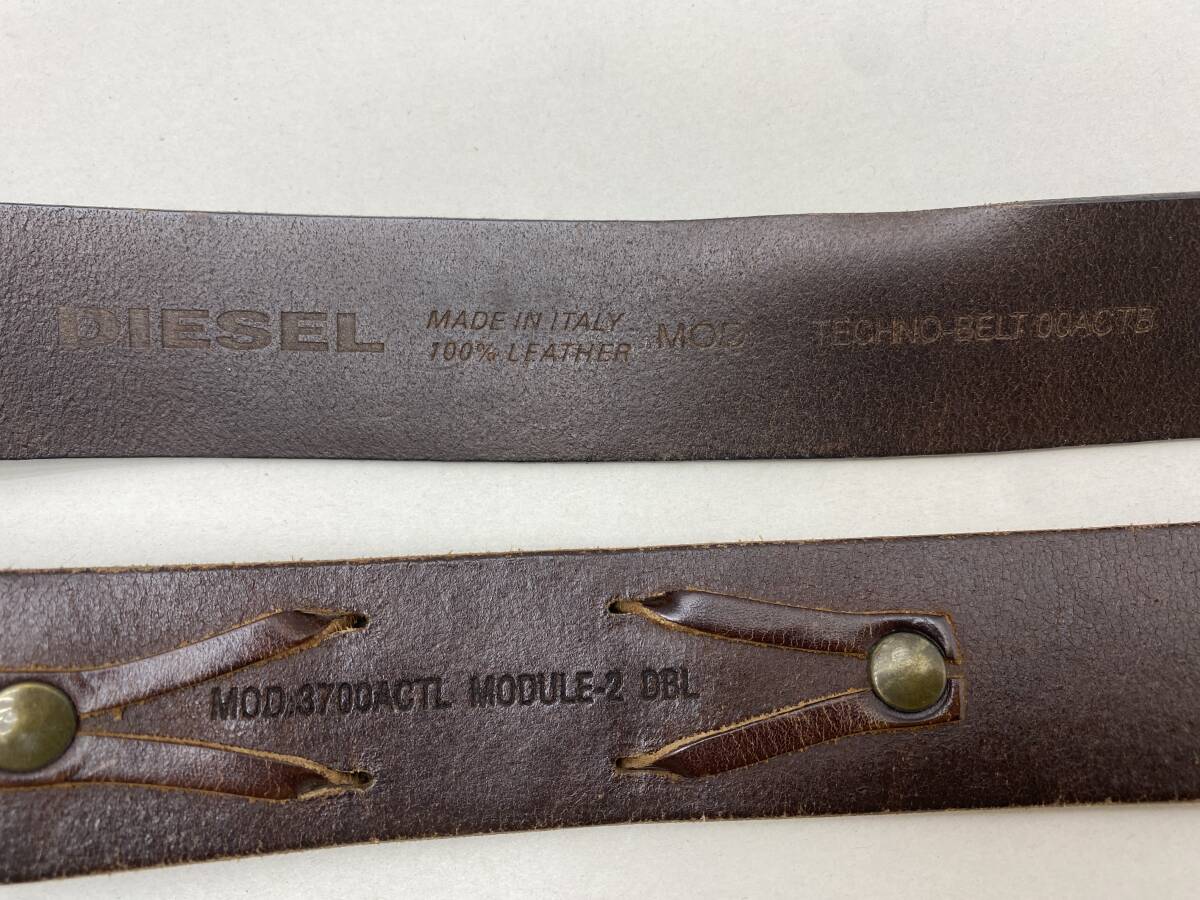 DIESEL
MADE IN ITALY
100% LEATHER
MOD TECHNO-BELT 00ACTB
MOD:3700ACTL MODULE-2 DBL